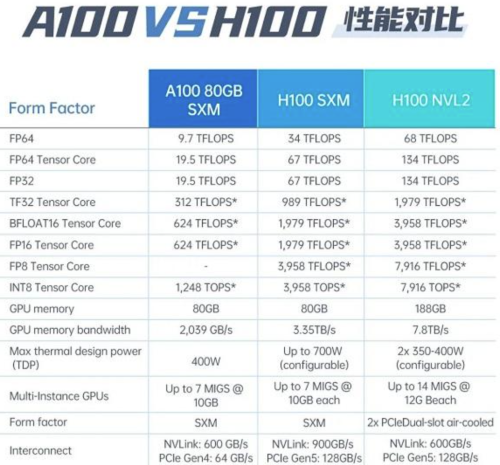 A100 VS H100 性能对比
Form Factor A100 80GB SXM H100 SXM H100 NVL2
FP64 9.7 TFLOPS 34 TFLOPS 68 TFLOPS
FP64 Tensor Core 19.5 TFLOPS 67 TFLOPS 134 TFLOPS
FP32 19.5 TFLOPS 67 TFLOPS 134 TFLOPS
TF32 Tensor Core 312 TFLOPS* 989 TFLOPS* 1,979 TFLOPS*
BFLOAT16 Tensor Core 624 TFLOPS* 1,979 TFLOPS* 3,958 TFLOPS*
FP16 Tensor Core 624 TFLOPS* 1,979 TFLOPS* 3,958 TFLOPS*
FP8 Tensor Core - 3,958 TFLOPS* 7,916 TFLOPS*
INT8 Tensor Core 1,248 TOPS* 3,958 TOPS* 7,916 TOPS*
GPU memory 80GB 80GB 188GB
GPU memory bandwidth 2,039 GB/s 3.35TB/s 7.8TB/s
Max thermal design power (TDP) 400W Up to 700W (configurable) 2x 350-400W (configurable)
Multi-Instance GPUs Up to 7 MIGS @ 10GB Up to 7 MIGS @ 10GB each Up to 14 MIGS @ 12G Beach
Form factor SXM SXM 2x PCIeDual-slot air-cooled
Interconnect NVLink: 600 GB/s PCIe Gen4: 64 GB/s NVLink: 900GB/s PCIe Gen5: 128GB/s NVLink: 600GB/s PCIe Gen5: 128GB/s